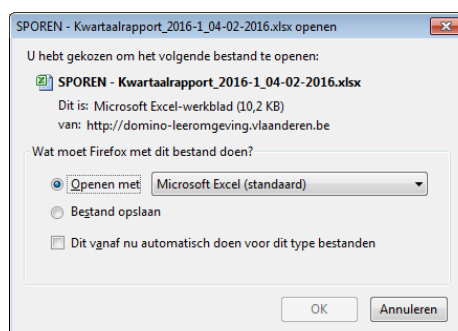 SPOREN - Kwartaalrapport_2016-1_04-02-2016.xlsx openen
U hebt gekozen om het volgende bestand te openen:
SPOREN - Kwartaalrapport_2016-1_04-02-2016.xlsx
Dit is: Microsoft Excel-werkblad (10,2 KB)
van: http://domino-leeromgeving.vlaanderen.be
Wat moet Firefox met dit bestand doen?
Openen met Microsoft Excel (standaard)
Bestand opslaan
Dit vanaf nu automatisch doen voor dit type bestanden
OK Annuleren